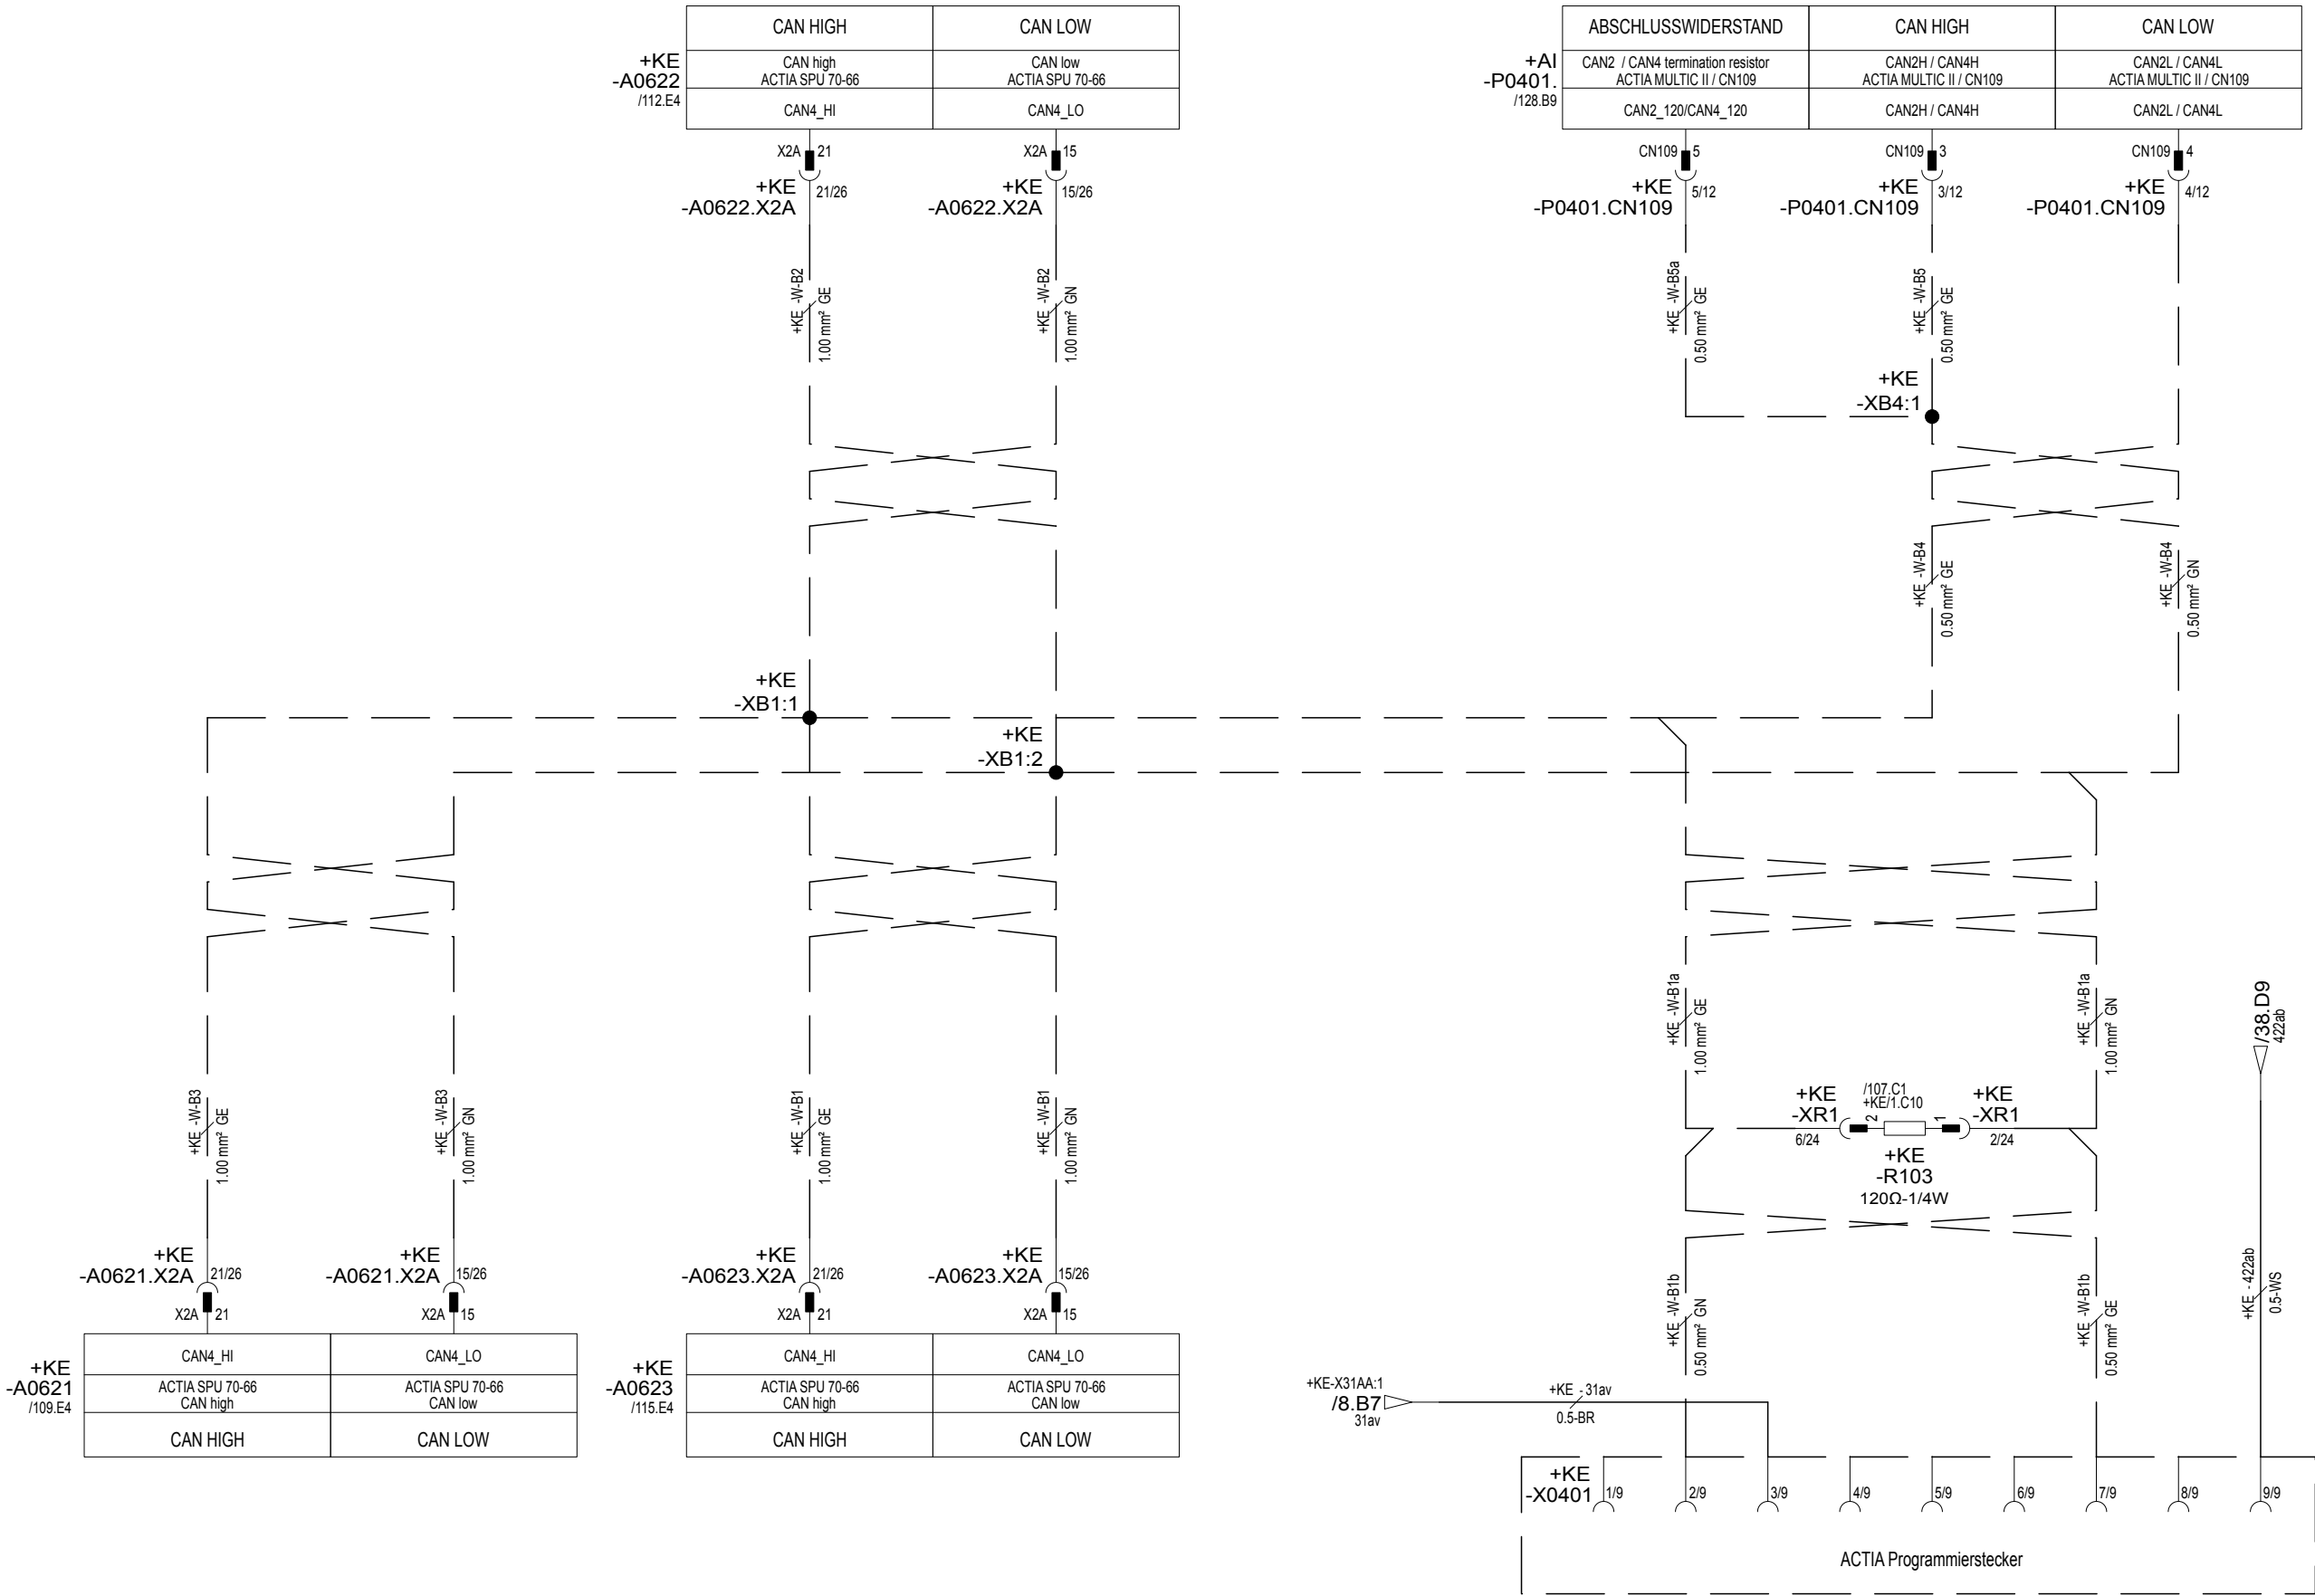 CAN HIGH
CAN LOW
+KE
-A0622
/112.E4
CAN high
ACTIA SPU 70-66
CAN low
ACTIA SPU 70-66
CAN4_HI
CAN4_LO
X2A 21
X2A 15
+KE
-A0622.X2A
21/26
+KE
-A0622.X2A
15/26
+KE -W-B2
1.00 mm² GE
+KE -W-B2
1.00 mm² GN
ABSCHLUSSWIDERSTAND
CAN HIGH
CAN LOW
+AI
-P0401.
/128.B9
CAN2 / CAN4 termination resistor
ACTIA MULTIC II / CN109
CAN2H / CAN4H
ACTIA MULTIC II / CN109
CAN2L / CAN4L
ACTIA MULTIC II / CN109
CAN2_120/CAN4_120
CAN2H / CAN4H
CAN2L / CAN4L
CN109 5
CN109 3
CN109 4
+KE
-P0401.CN109
5/12
+KE
-P0401.CN109
3/12
+KE
-P0401.CN109
4/12
+KE -W-B5a
0.50 mm² GE
+KE -W-B5
0.50 mm² GE
+KE
-XB4:1
+KE -W-B4
0.50 mm² GE
+KE -W-B4
0.50 mm² GN
+KE
-XB1:1
+KE
-XB1:2
+KE -W-B3
1.00 mm² GE
+KE -W-B3
1.00 mm² GN
+KE -W-B1
1.00 mm² GE
+KE -W-B1
1.00 mm² GN
+KE -W-B1a
1.00 mm² GE
+KE -W-B1a
1.00 mm² GN
/38.D9
422ab
+KE
-XR1
6/24
/107.C1
+KE/1.C10
2
1
+KE
-XR1
2/24
+KE
-R103
120Ω-1/4W
+KE
-A0621.X2A
21/26
+KE
-A0621.X2A
15/26
X2A 21
X2A 15
+KE
-A0621
/109.E4
CAN4_HI
CAN4_LO
ACTIA SPU 70-66
CAN high
ACTIA SPU 70-66
CAN low
CAN HIGH
CAN LOW
+KE
-A0623.X2A
21/26
+KE
-A0623.X2A
15/26
X2A 21
X2A 15
+KE
-A0623
/115.E4
CAN4_HI
CAN4_LO
ACTIA SPU 70-66
CAN high
ACTIA SPU 70-66
CAN low
CAN HIGH
CAN LOW
+KE -W-B1b
0.50 mm² GN
+KE -W-B1b
0.50 mm² GE
+KE - 422ab
0.5-WS
+KE-X31AA:1
/8.B7
31av
+KE - 31av
0.5-BR
+KE
-X0401
1/9
2/9
3/9
4/9
5/9
6/9
7/9
8/9
9/9
ACTIA Programmierstecker